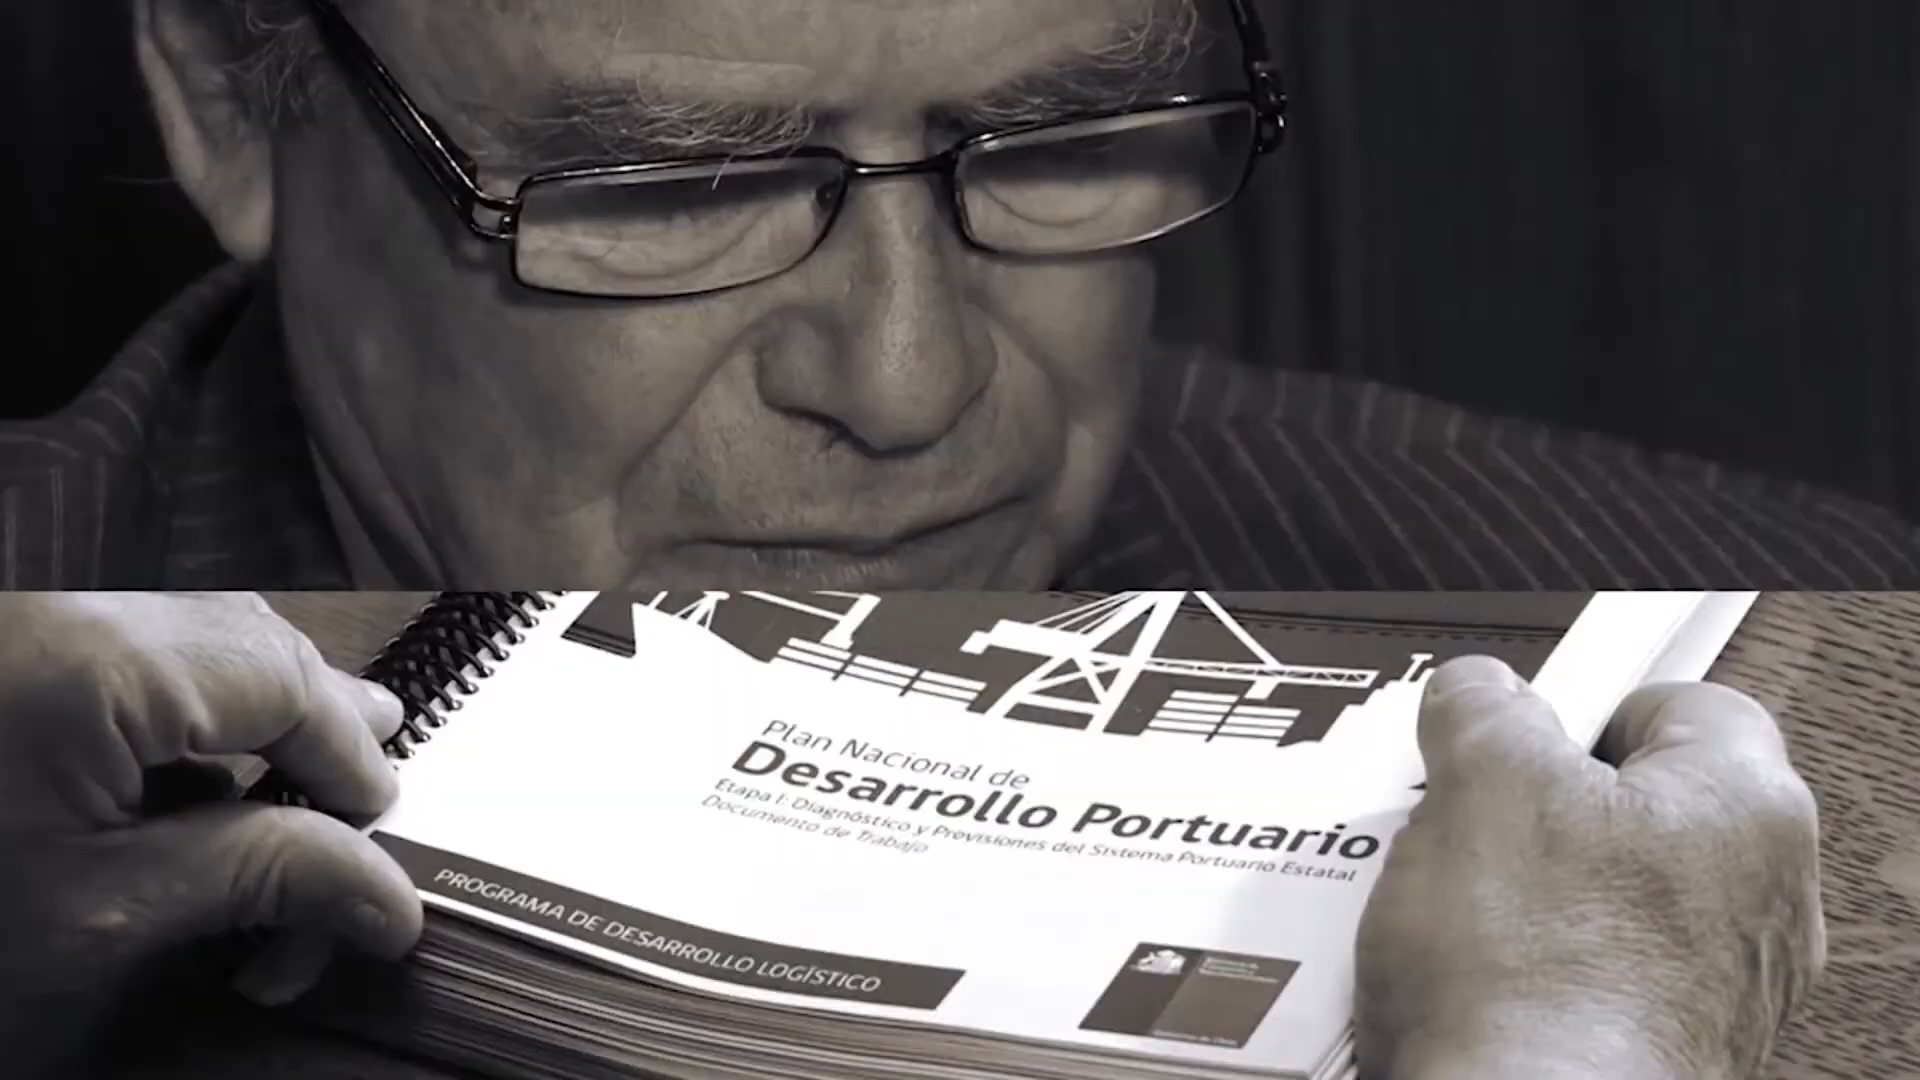 Plan Nacional de
Desarrollo Portuario
Etapa I: Diagnóstico y Previsiones del Sistema Portuario Estatal
Documento de Trabajo
PROGRAMA DE DESARROLLO LOGÍSTICO